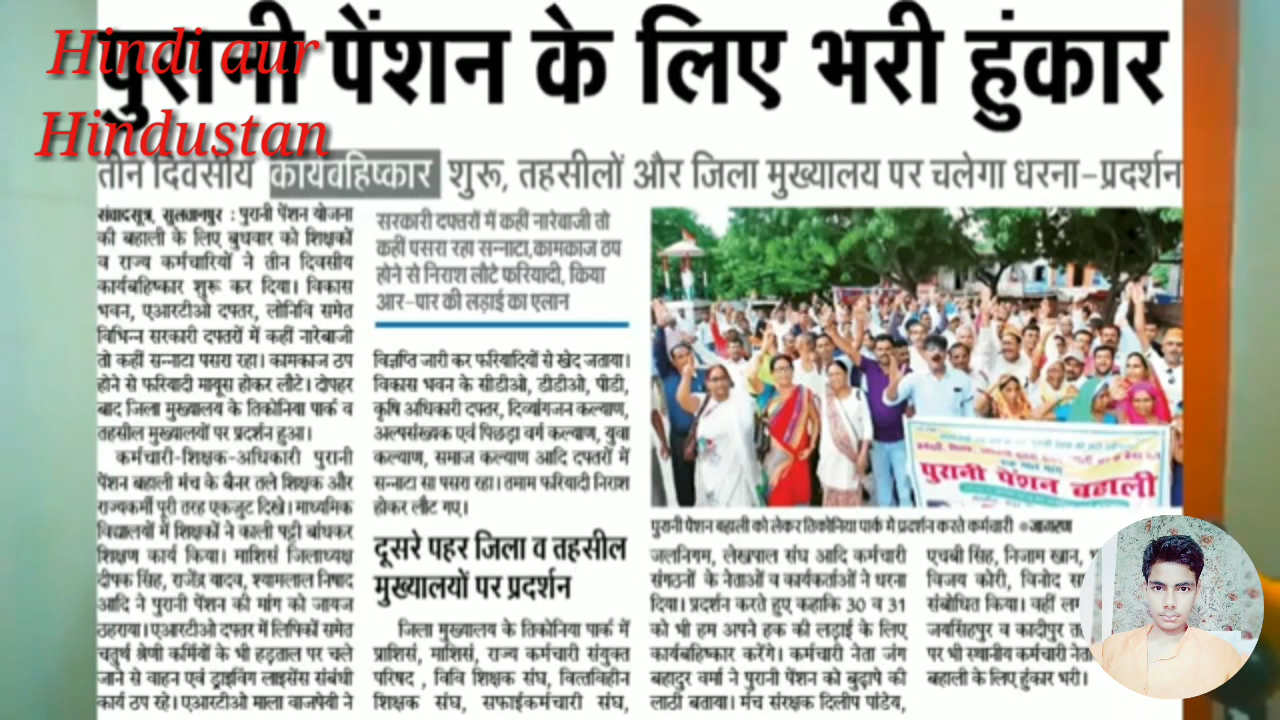 Hindi aur
Hindustan
पुरानी पेंशन के लिए भरी हुंकार
तीन दिवसीय कार्यबहिष्कार शुरू, तहसीलों और जिला मुख्यालय पर चलेगा धरना-प्रदर्शन
संवादसूत्र, सुलतानपुर : पुरानी पेंशन योजना
की बहाली के लिए बुधवार को शिक्षकों
व राज्य कर्मचारियों ने तीन दिवसीय
कार्यबहिष्कार शुरू कर दिया। विकास
भवन, एआरटीओ दफ्तर, लोनिवि समेत
विभिन्न सरकारी दफ्तरों में कहीं नारेबाजी
तो कहीं सन्नाटा पसरा रहा। कामकाज ठप
होने से फरियादी मायूस होकर लौटे। दोपहर
बाद जिला मुख्यालय के तिकोनिया पार्क व
तहसील मुख्यालयों पर प्रदर्शन हुआ।
कर्मचारी-शिक्षक-अधिकारी पुरानी
पेंशन बहाली मंच के बैनर तले शिक्षक और
राज्यकर्मी पूरी तरह एकजुट दिखे। माध्यमिक
विद्यालयों में शिक्षकों ने काली पट्टी बांधकर
शिक्षण कार्य किया। माशिसं जिलाध्यक्ष
दीपक सिंह, राजेंद्र यादव, श्यामलाल निषाद
आदि ने पुरानी पेंशन की मांग को जायज
ठहराया। एआरटीओ दफ्तर में लिपिकों समेत
चतुर्थ श्रेणी कर्मियों के भी हड़ताल पर चले
जाने से वाहन एवं ड्राइविंग लाइसेंस संबंधी
कार्य ठप रहे। एआरटीओ माला वाजपेयी ने
सरकारी दफ्तरों में कहीं नारेबाजी तो
कहीं पसरा रहा सन्नाटा,कामकाज ठप
होने से निराश लौटे फरियादी, किया
आर-पार की लड़ाई का एलान
विज्ञप्ति जारी कर फरियादियों से खेद जताया।
विकास भवन के सीडीओ, डीडीओ, पीडी,
कृषि अधिकारी दफ्तर, दिव्यांगजन कल्याण,
अल्पसंख्यक एवं पिछड़ा वर्ग कल्याण, युवा
कल्याण, समाज कल्याण आदि दफ्तरों में
सन्नाटा सा पसरा रहा। तमाम फरियादी निराश
होकर लौट गए।
दूसरे पहर जिला व तहसील
मुख्यालयों पर प्रदर्शन
जिला मुख्यालय के तिकोनिया पार्क में
प्राशिसं, माशिसं, राज्य कर्मचारी संयुक्त
परिषद , विवि शिक्षक संघ, वित्तविहीन
शिक्षक संघ, सफाईकर्मचारी संघ,
पुरानी पेंशन बहाली
पुरानी पेंशन बहाली को लेकर तिकोनिया पार्क में प्रदर्शन करते कर्मचारी ● जागरण
जलनिगम, लेखपाल संघ आदि कर्मचारी
संगठनों के नेताओं व कार्यकर्ताओं ने धरना
दिया। प्रदर्शन करते हुए कहाकि 30 व 31
को भी हम अपने हक की लड़ाई के लिए
कार्यबहिष्कार करेंगे। कर्मचारी नेता जंग
बहादुर वर्मा ने पुरानी पेंशन को बुढ़ापे की
लाठी बताया। मंच संरक्षक दिलीप पांडेय,
एचबी सिंह, निजाम खान,
विजय कोरी, विनोद
संबोधित किया। वहीं
जयसिंहपुर व कादीपुर
पर भी स्थानीय कर्मचारी
बहाली के लिए हुंकार भरी।